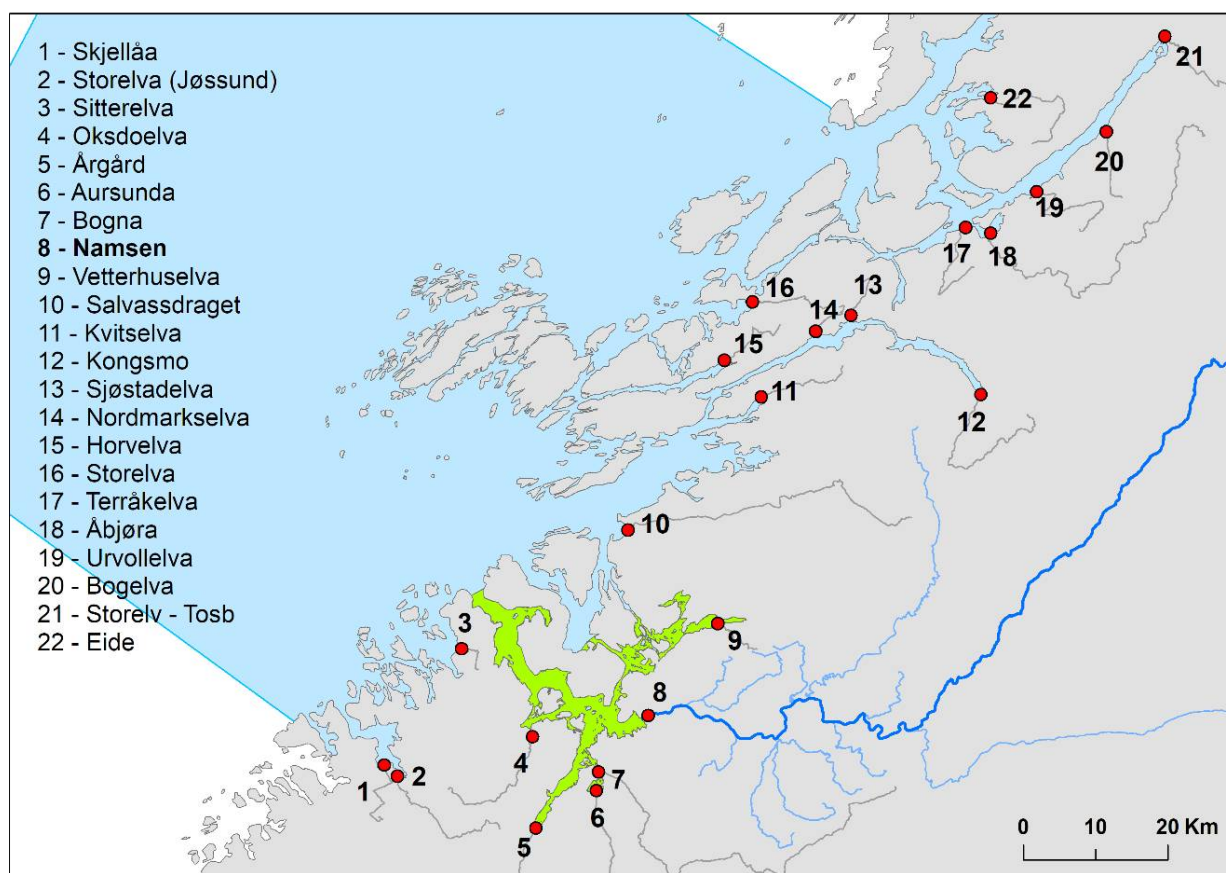 1 - Skjellåa
2 - Storelva (Jøssund)
3 - Sitterelva
4 - Oksdoelva
5 - Årgård
6 - Aursunda
7 - Bogna
8 - Namsen
9 - Vetterhuselva
10 - Salvassdraget
11 - Kvitselva
12 - Kongsmo
13 - Sjøstadelva
14 - Nordmarkselva
15 - Horvelva
16 - Storelva
17 - Terråkelva
18 - Åbjøra
19 - Urvollelva
20 - Bogelva
21 - Storelv - Tosb
22 - Eide
21
22
20
19
17
18
16
13
14
15
11
12
10
3
9
8
4
7
1
2
6
5
0 10 20 Km